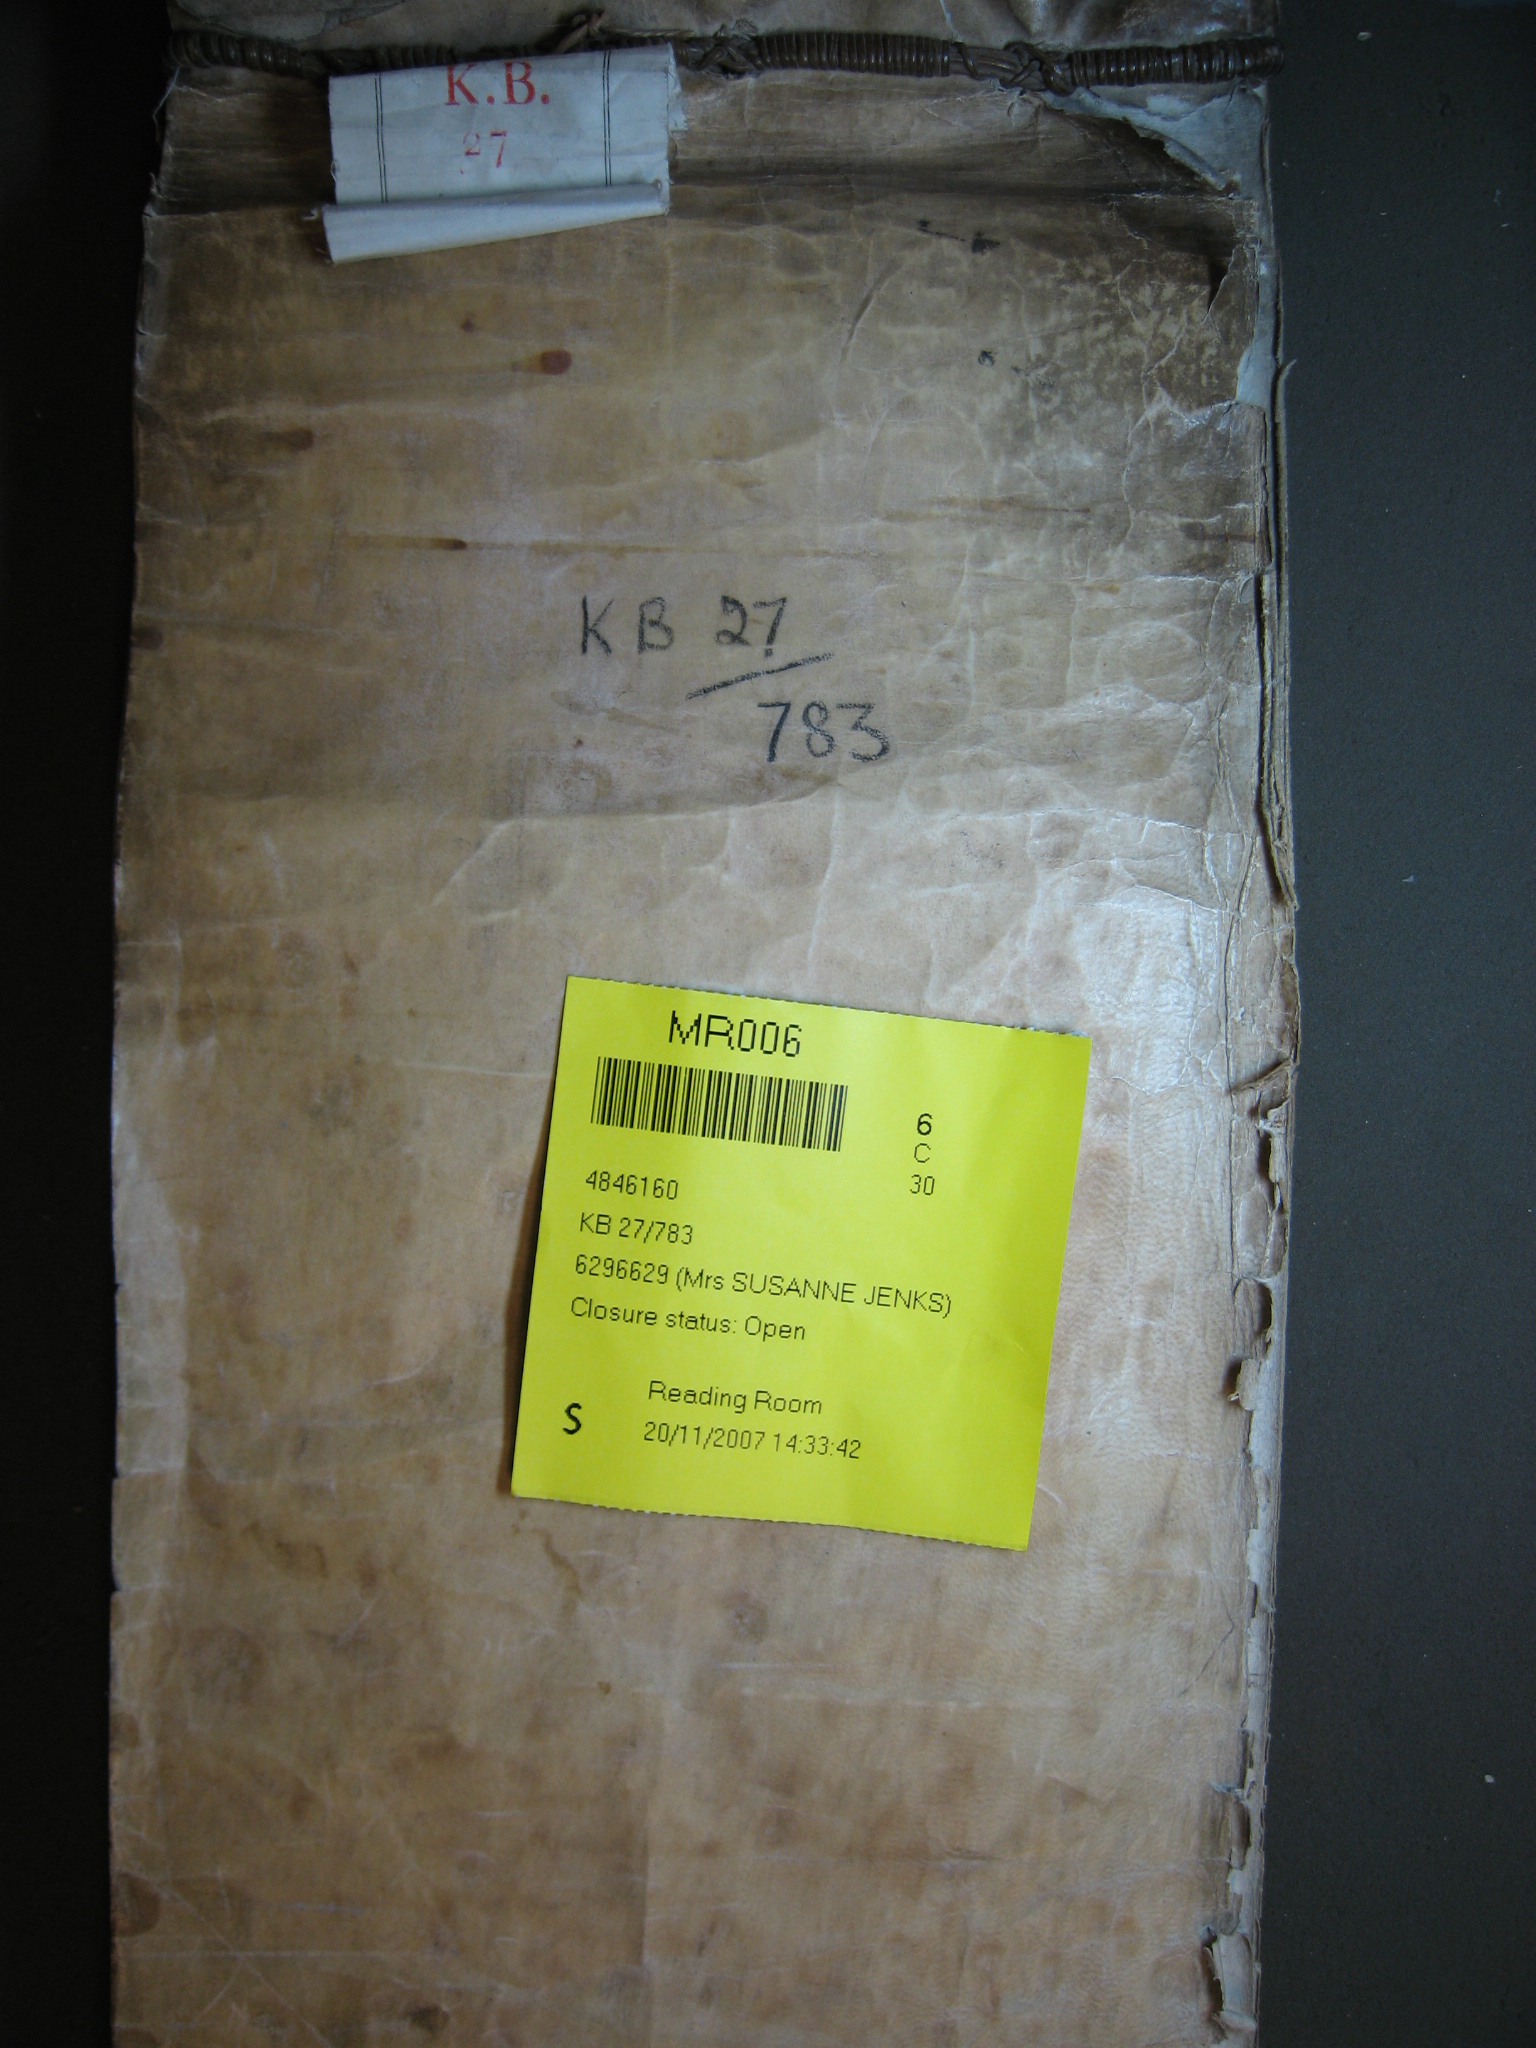 K.B.
27
KB 27
783
MR006
6
C
30
4846160
KB 27/783
6296629 (Mrs SUSANNE JENKS)
Closure status: Open
Reading Room
S
20/11/2007 14:33:42